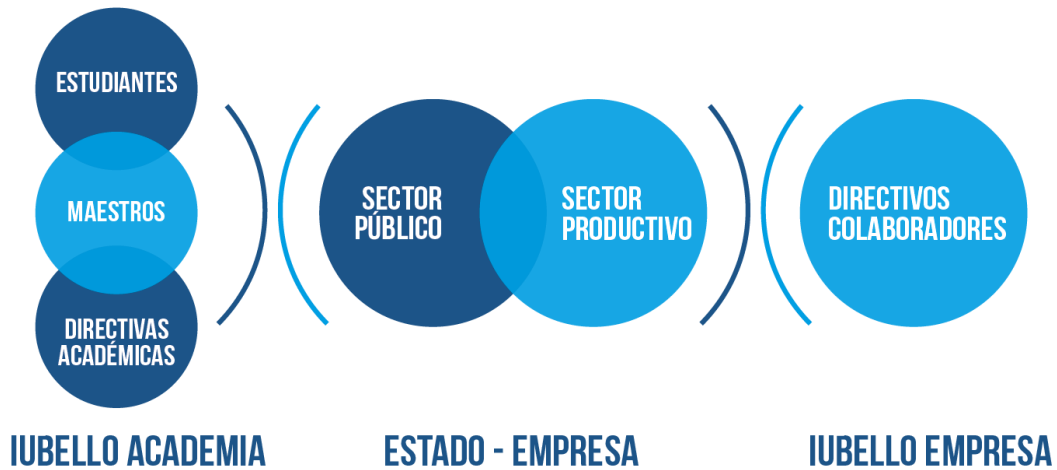 ESTUDIANTES
MAESTROS
DIRECTIVAS
ACADÉMICAS
SECTOR
PÚBLICO
SECTOR
PRODUCTIVO
DIRECTIVOS
COLABORADORES
IUBELLO ACADEMIA
ESTADO - EMPRESA
IUBELLO EMPRESA